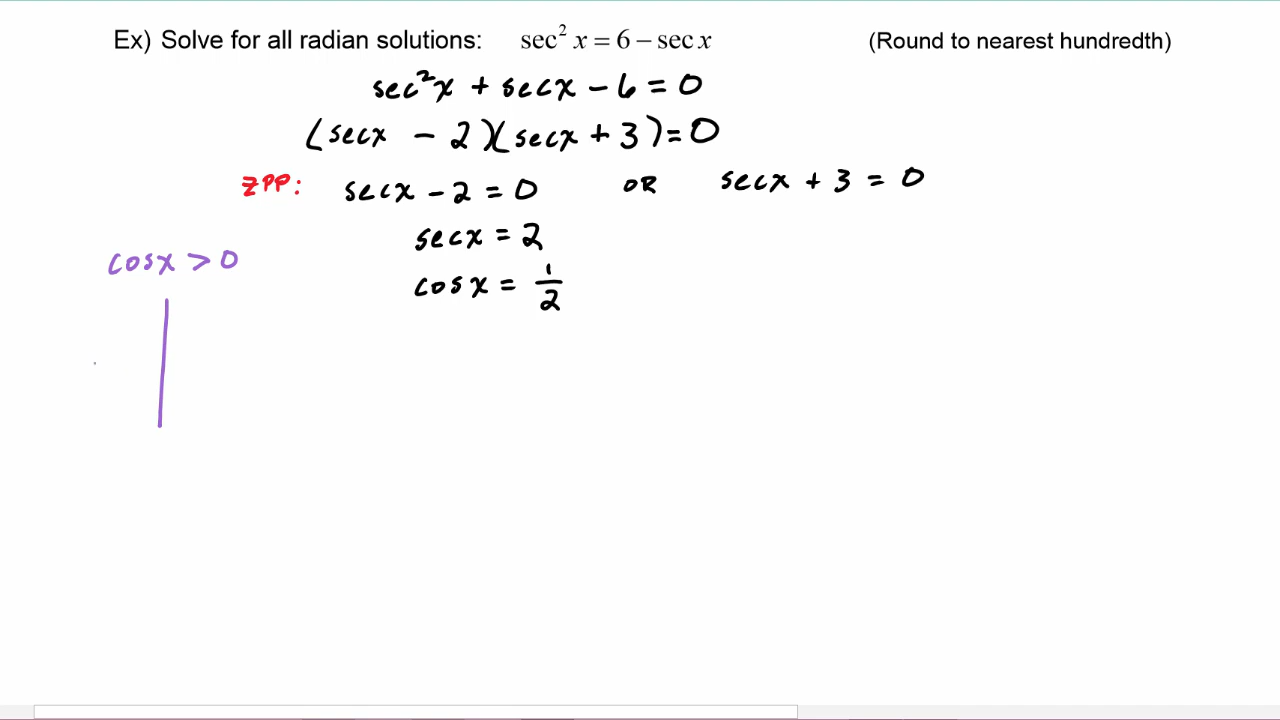 Ex) Solve for all radian solutions: sec² x = 6 − sec x (Round to nearest hundredth)
sec²x + secx − 6 = 0
(secx − 2)(secx + 3) = 0
ZPP: secx − 2 = 0 OR secx + 3 = 0
secx = 2
cosx > 0
cosx = 1/2